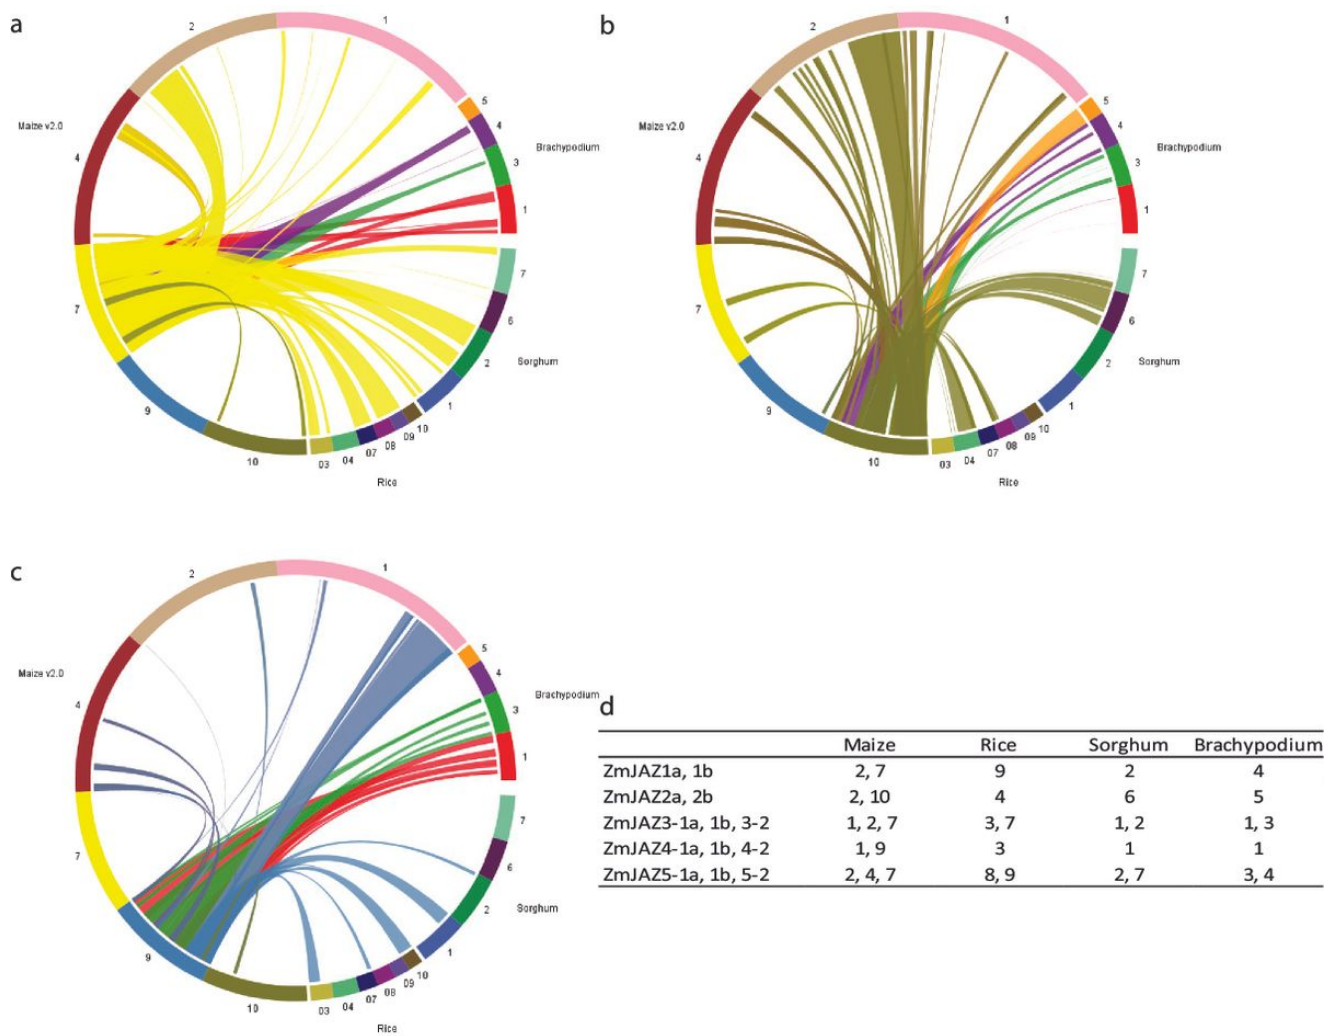 a
2
1
5
4
Brachypodium
3
1
7
6
Sorghum
2
1
10
09
08
07
04
03
Rice
10
9
7
4
Maize v2.0
b
2
1
5
4
Brachypodium
3
1
7
6
Sorghum
2
1
10
09
08
07
04
03
Rice
10
9
7
4
Maize v2.0
c
2
1
5
4
Brachypodium
3
1
7
6
Sorghum
2
1
10
09
08
07
04
03
Rice
10
9
7
4
Maize v2.0
d
Maize Rice Sorghum Brachypodium
ZmJAZ1a, 1b 2, 7 9 2 4
ZmJAZ2a, 2b 2, 10 4 6 5
ZmJAZ3-1a, 1b, 3-2 1, 2, 7 3, 7 1, 2 1, 3
ZmJAZ4-1a, 1b, 4-2 1, 9 3 1 1
ZmJAZ5-1a, 1b, 5-2 2, 4, 7 8, 9 2, 7 3, 4